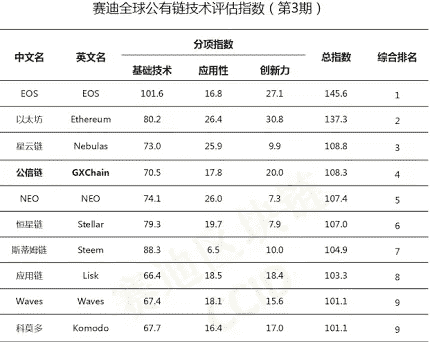 赛迪全球公有链技术评估指数（第3期）
中文名 英文名 分项指数 总指数 综合排名
基础技术 应用性 创新力
EOS EOS 101.6 16.8 27.1 145.6 1
以太坊 Ethereum 80.2 26.4 30.8 137.3 2
星云链 Nebulas 73.0 25.9 9.9 108.8 3
公信链 GXChain 70.5 17.8 20.0 108.3 4
NEO NEO 74.1 26.0 7.3 107.4 5
恒星链 Stellar 79.3 19.7 7.9 107.0 6
斯蒂姆链 Steem 88.3 6.5 10.0 104.9 7
应用链 Lisk 66.4 18.5 18.4 103.3 8
Waves Waves 67.4 18.1 15.6 101.1 9
科莫多 Komodo 67.7 16.4 17.0 101.1 9
赛迪区块链
CCID